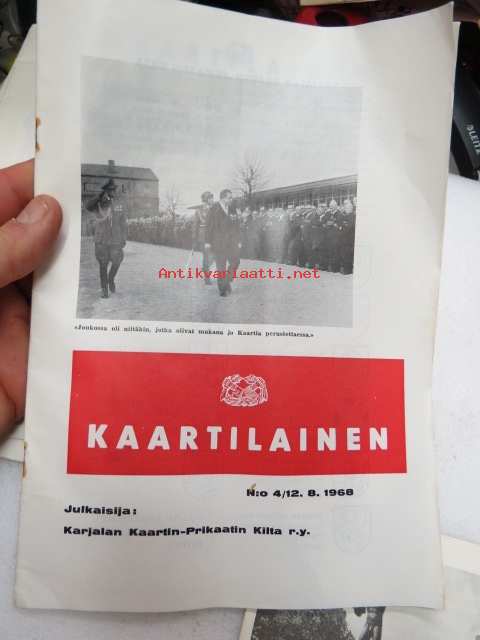 Antikvariaatti.net
«Joukossa oli niitäkin, jotka olivat mukana jo Kaartia perustettaessa.»
KAARTILAINEN
N:o 4/12. 8. 1968
Julkaisija:
Karjalan Kaartin-Prikaatin Kilta r.y.
LEITZ